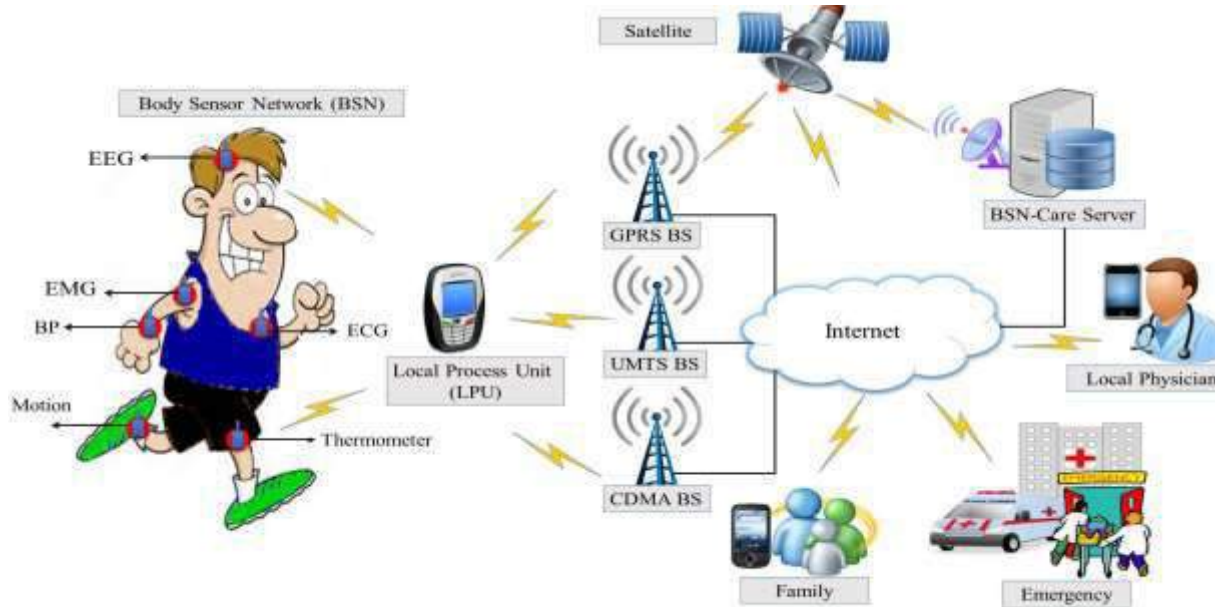 Satellite
Body Sensor Network (BSN)
EEG
GPRS BS
BSN-Care Server
EMG
BP
ECG
Internet
Local Process Unit
(LPU)
UMTS BS
Local Physician
Motion
Thermometer
CDMA BS
EMERGENCY
Family
Emergency